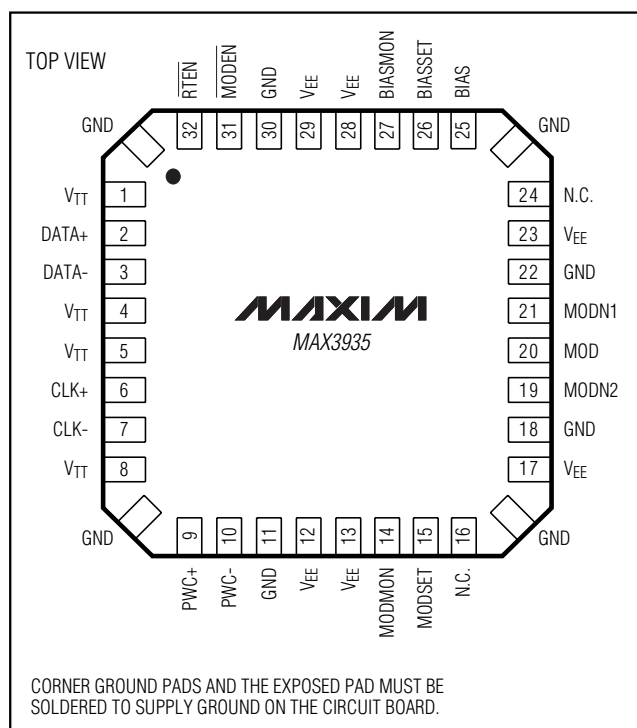 TOP VIEW
RTEN
MODEN
GND
VEE
VEE
BIASMON
BIASSET
BIAS
GND
GND
32
31
30
29
28
27
26
25
VTT
1
24
N.C.
DATA+
2
23
VEE
DATA-
3
22
GND
VTT
4
21
MODN1
VTT
5
20
MOD
CLK+
6
19
MODN2
CLK-
7
18
GND
VTT
8
17
VEE
MAXIM
MAX3935
GND
GND
9
10
11
12
13
14
15
16
PWC+
PWC-
GND
VEE
VEE
MODMON
MODSET
N.C.
CORNER GROUND PADS AND THE EXPOSED PAD MUST BE
SOLDERED TO SUPPLY GROUND ON THE CIRCUIT BOARD.